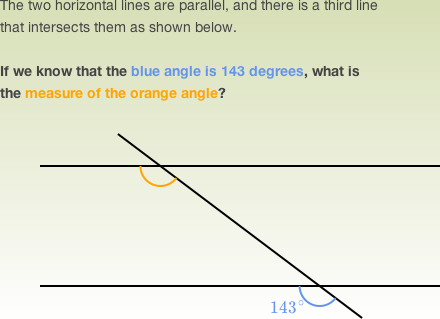 The two horizontal lines are parallel, and there is a third line
that intersects them as shown below.
If we know that the blue angle is 143 degrees, what is
the measure of the orange angle?
143°